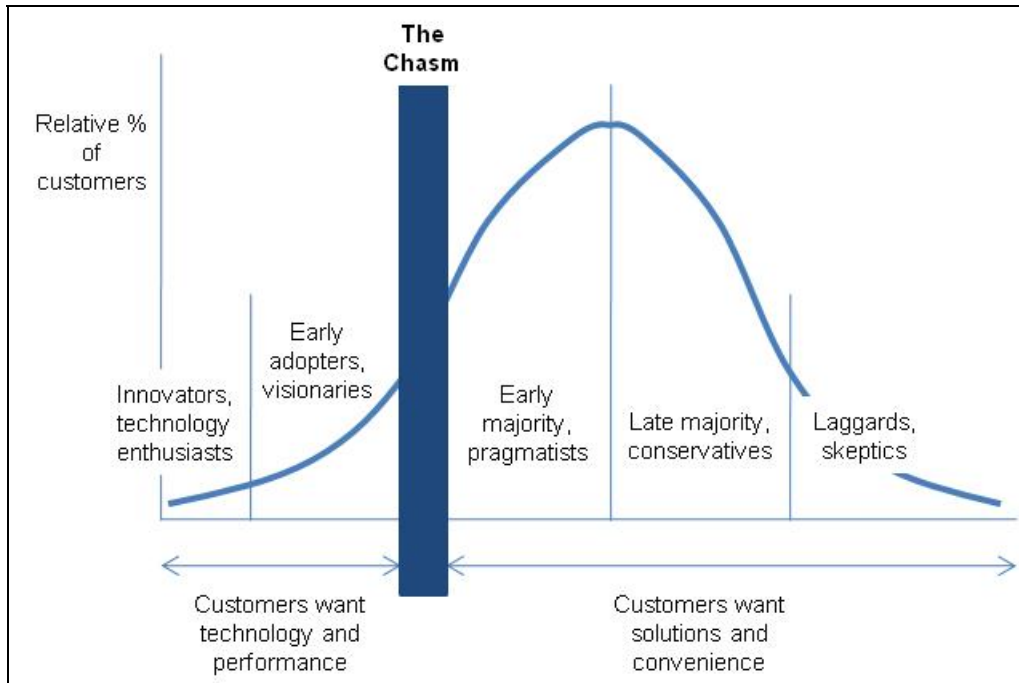 The
Chasm
Relative %
of
customers
Innovators,
technology
enthusiasts
Early
adopters,
visionaries
Early
majority,
pragmatists
Late majority,
conservatives
Laggards,
skeptics
Customers want
technology and
performance
Customers want
solutions and
convenience